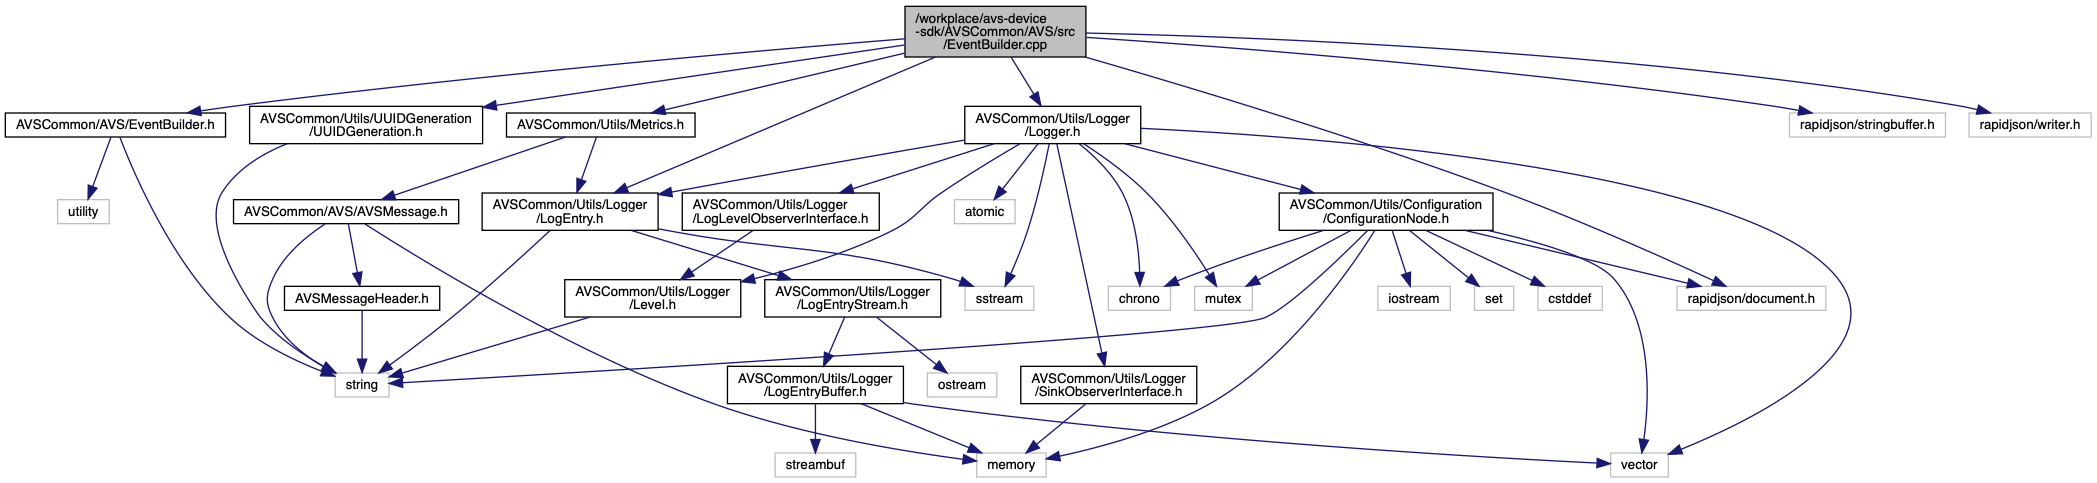 /workplace/avs-device
-sdk/AVSCommon/AVS/src
/EventBuilder.cpp
AVSCommon/AVS/EventBuilder.h
AVSCommon/Utils/UUIDGeneration
/UUIDGeneration.h
AVSCommon/Utils/Metrics.h
AVSCommon/Utils/Logger
/Logger.h
rapidjson/stringbuffer.h
rapidjson/writer.h
utility
AVSCommon/AVS/AVSMessage.h
AVSCommon/Utils/Logger
/LogEntry.h
AVSCommon/Utils/Logger
/LogLevelObserverInterface.h
atomic
AVSCommon/Utils/Configuration
/ConfigurationNode.h
AVSMessageHeader.h
AVSCommon/Utils/Logger
/Level.h
AVSCommon/Utils/Logger
/LogEntryStream.h
sstream
chrono
mutex
iostream
set
cstddef
rapidjson/document.h
string
AVSCommon/Utils/Logger
/LogEntryBuffer.h
ostream
AVSCommon/Utils/Logger
/SinkObserverInterface.h
streambuf
memory
vector